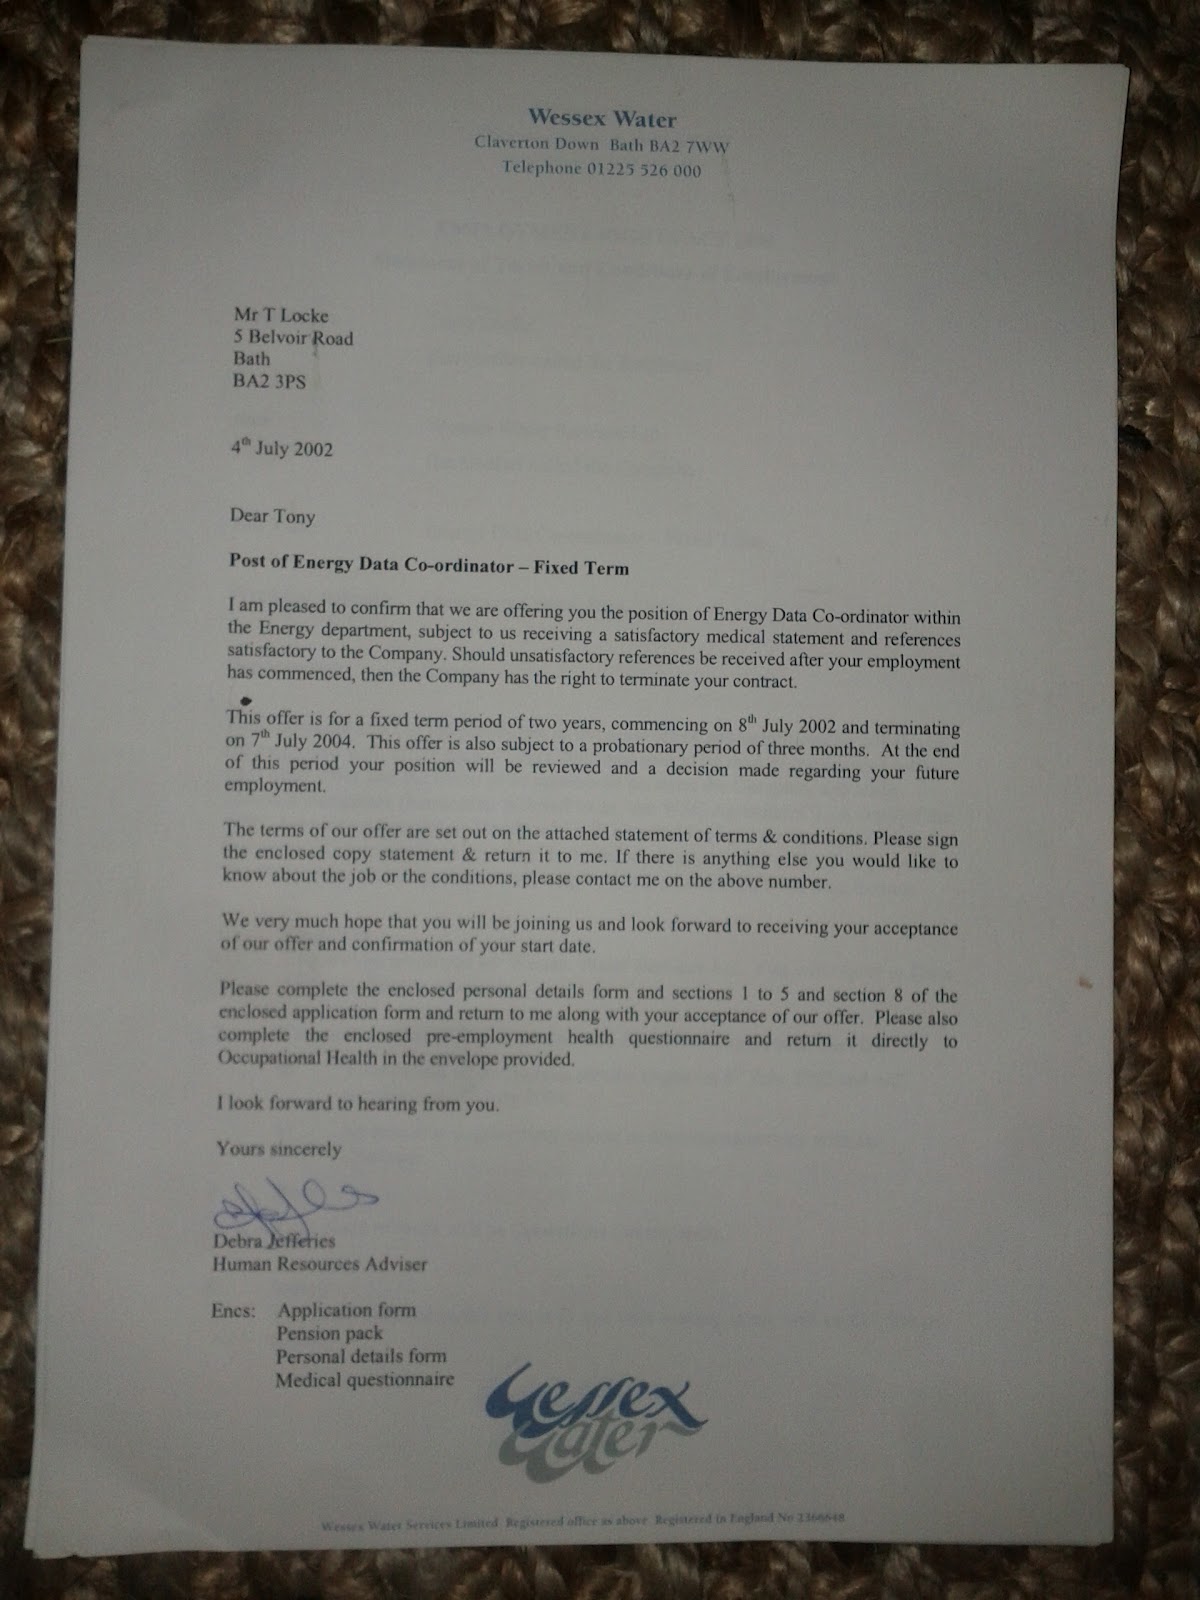 Wessex Water
Claverton Down Bath BA2 7WW
Telephone 01225 526 000
Mr T Locke
5 Belvoir Road
Bath
BA2 3PS
4th July 2002
Dear Tony
Post of Energy Data Co-ordinator – Fixed Term
I am pleased to confirm that we are offering you the position of Energy Data Co-ordinator within
the Energy department, subject to us receiving a satisfactory medical statement and references
satisfactory to the Company. Should unsatisfactory references be received after your employment
has commenced, then the Company has the right to terminate your contract.
This offer is for a fixed term period of two years, commencing on 8th July 2002 and terminating
on 7th July 2004. This offer is also subject to a probationary period of three months. At the end
of this period your position will be reviewed and a decision made regarding your future
employment.
The terms of our offer are set out on the attached statement of terms & conditions. Please sign
the enclosed copy statement & return it to me. If there is anything else you would like to
know about the job or the conditions, please contact me on the above number.
We very much hope that you will be joining us and look forward to receiving your acceptance
of our offer and confirmation of your start date.
Please complete the enclosed personal details form and sections 1 to 5 and section 8 of the
enclosed application form and return to me along with your acceptance of our offer. Please also
complete the enclosed pre-employment health questionnaire and return it directly to
Occupational Health in the envelope provided.
I look forward to hearing from you.
Yours sincerely
Debra Jefferies
Human Resources Adviser
Encs: Application form
Pension pack
Personal details form
Medical questionnaire
Wessex
Water
Wessex Water Services Limited Registered office as above Registered in England No 2366648